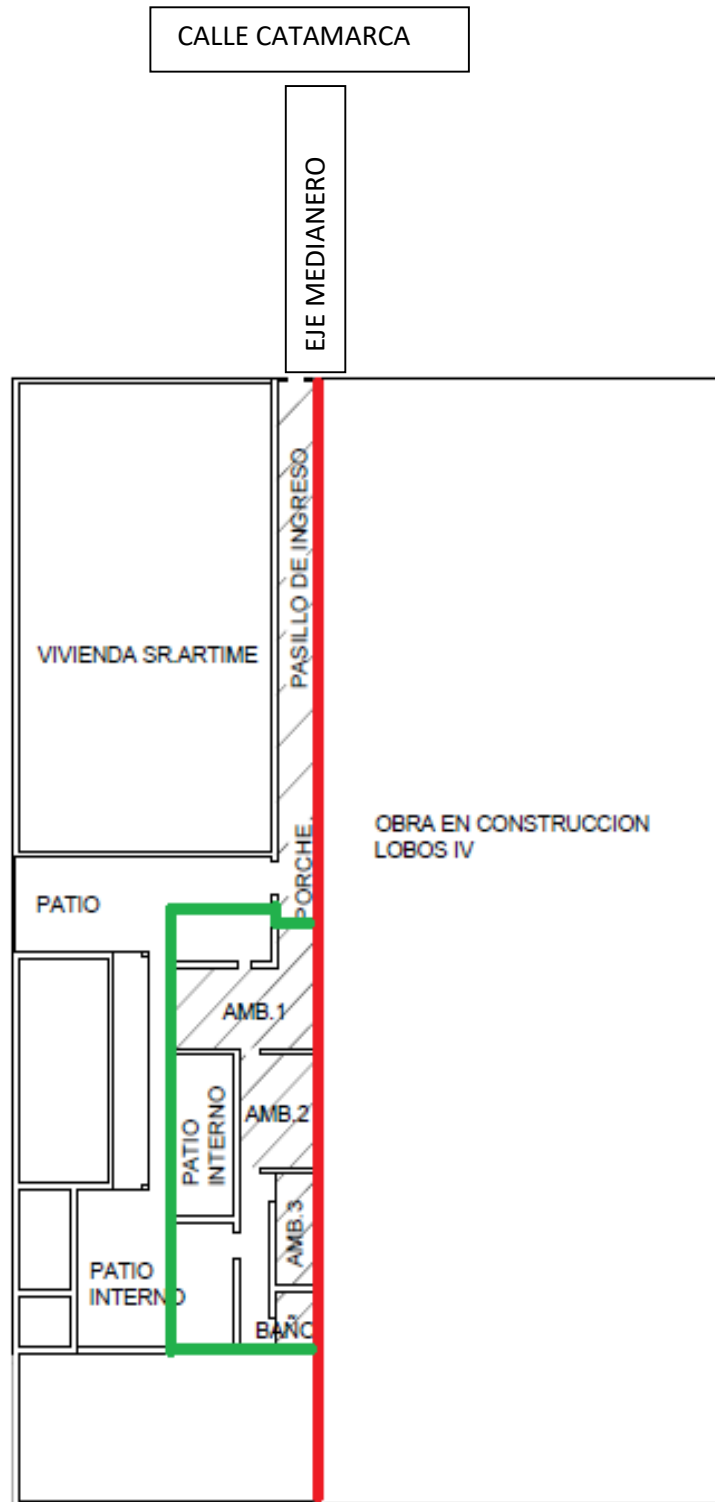 CALLE CATAMARCA
EJE MEDIANERO
PASILLO DE INGRESO
VIVIENDA SR.ARTIME
OBRA EN CONSTRUCCION
LOBOS IV
PORCHE
PATIO
AMB.1
PATIO
INTERNO
AMB.2
AMB.3
PATIO
INTERNO
BAÑO